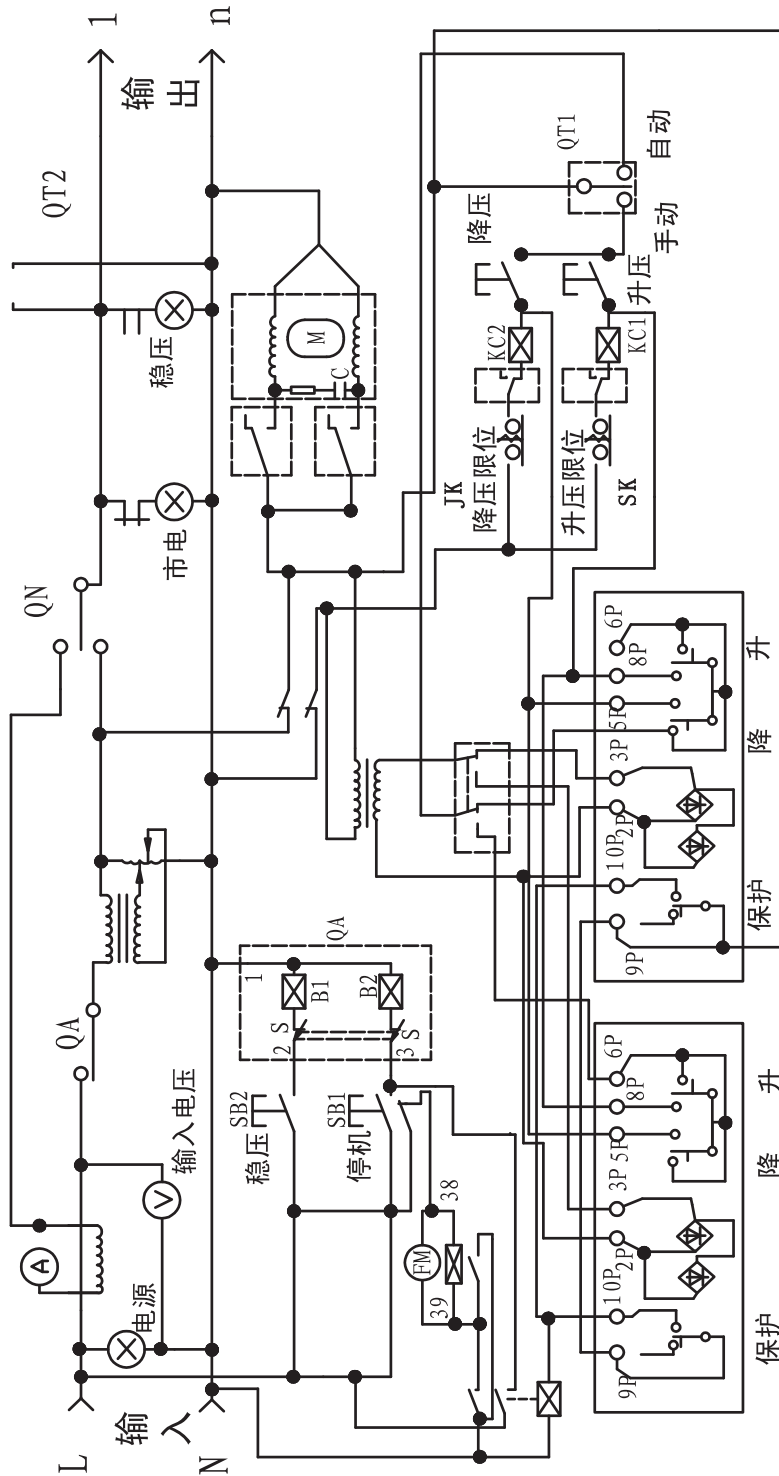 L
输入
N
A
电源
V
输入电压
QA
QN
市电
稳压
QT2
输出
l
n
SB2
稳压
SB1
停机
QA
1
2
S
B1
B2
3
S
FM
38
39
M
C
JK
降压限位
KC2
降压
升压限位
SK
KC1
升压
QT1
手动
自动
9P
10P
2P
3P
5P
8P
6P
保护
降
升
9P
10P
2P
3P
5P
8P
6P
保护
降
升